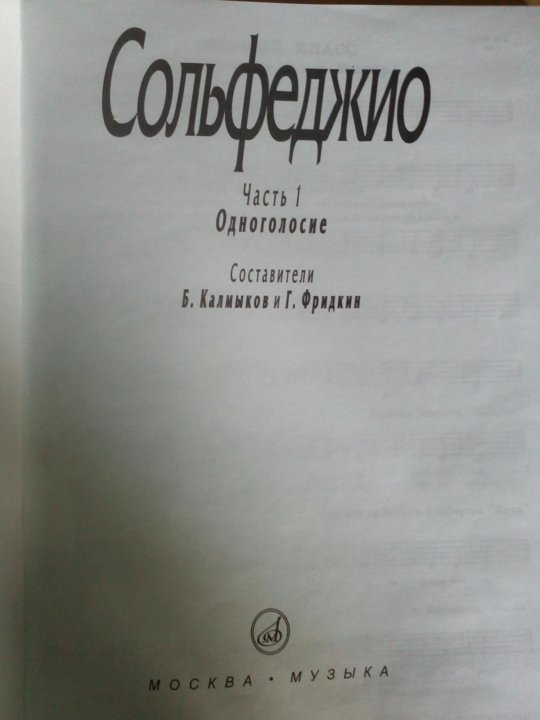 Сольфеджио
Часть 1
Одноголосие
Составители
Б. Калмыков и Г. Фридкин
МОСКВА • МУЗЫКА